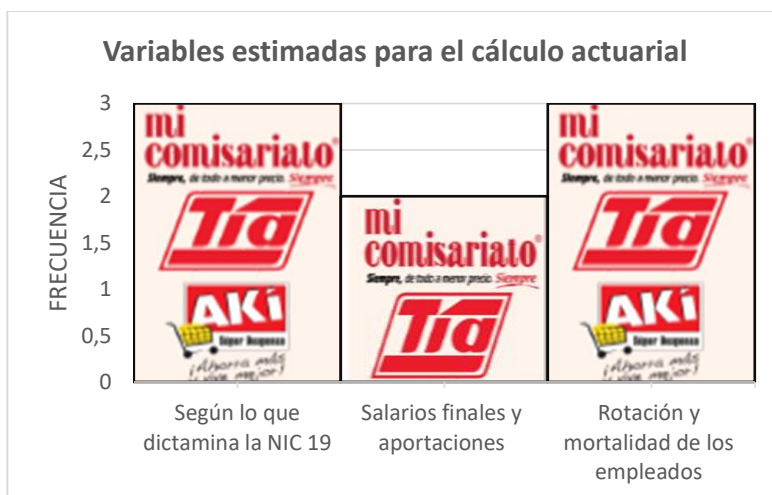 Variables estimadas para el cálculo actuarial
FRECUENCIA
3
2,5
2
1,5
1
0,5
0
mi
comisariato®
Siempre, de todo a menor precio. Siempre
Tía
AKÍ
Súper Despensa
¡Ahorra más
y vive mejor!
mi
comisariato®
Siempre, de todo a menor precio. Siempre
Tía
mi
comisariato®
Siempre, de todo a menor precio. Siempre
Tía
AKÍ
Súper Despensa
¡Ahorra más
y vive mejor!
Según lo que
dictamina la NIC 19
Salarios finales y
aportaciones
Rotación y
mortalidad de los
empleados